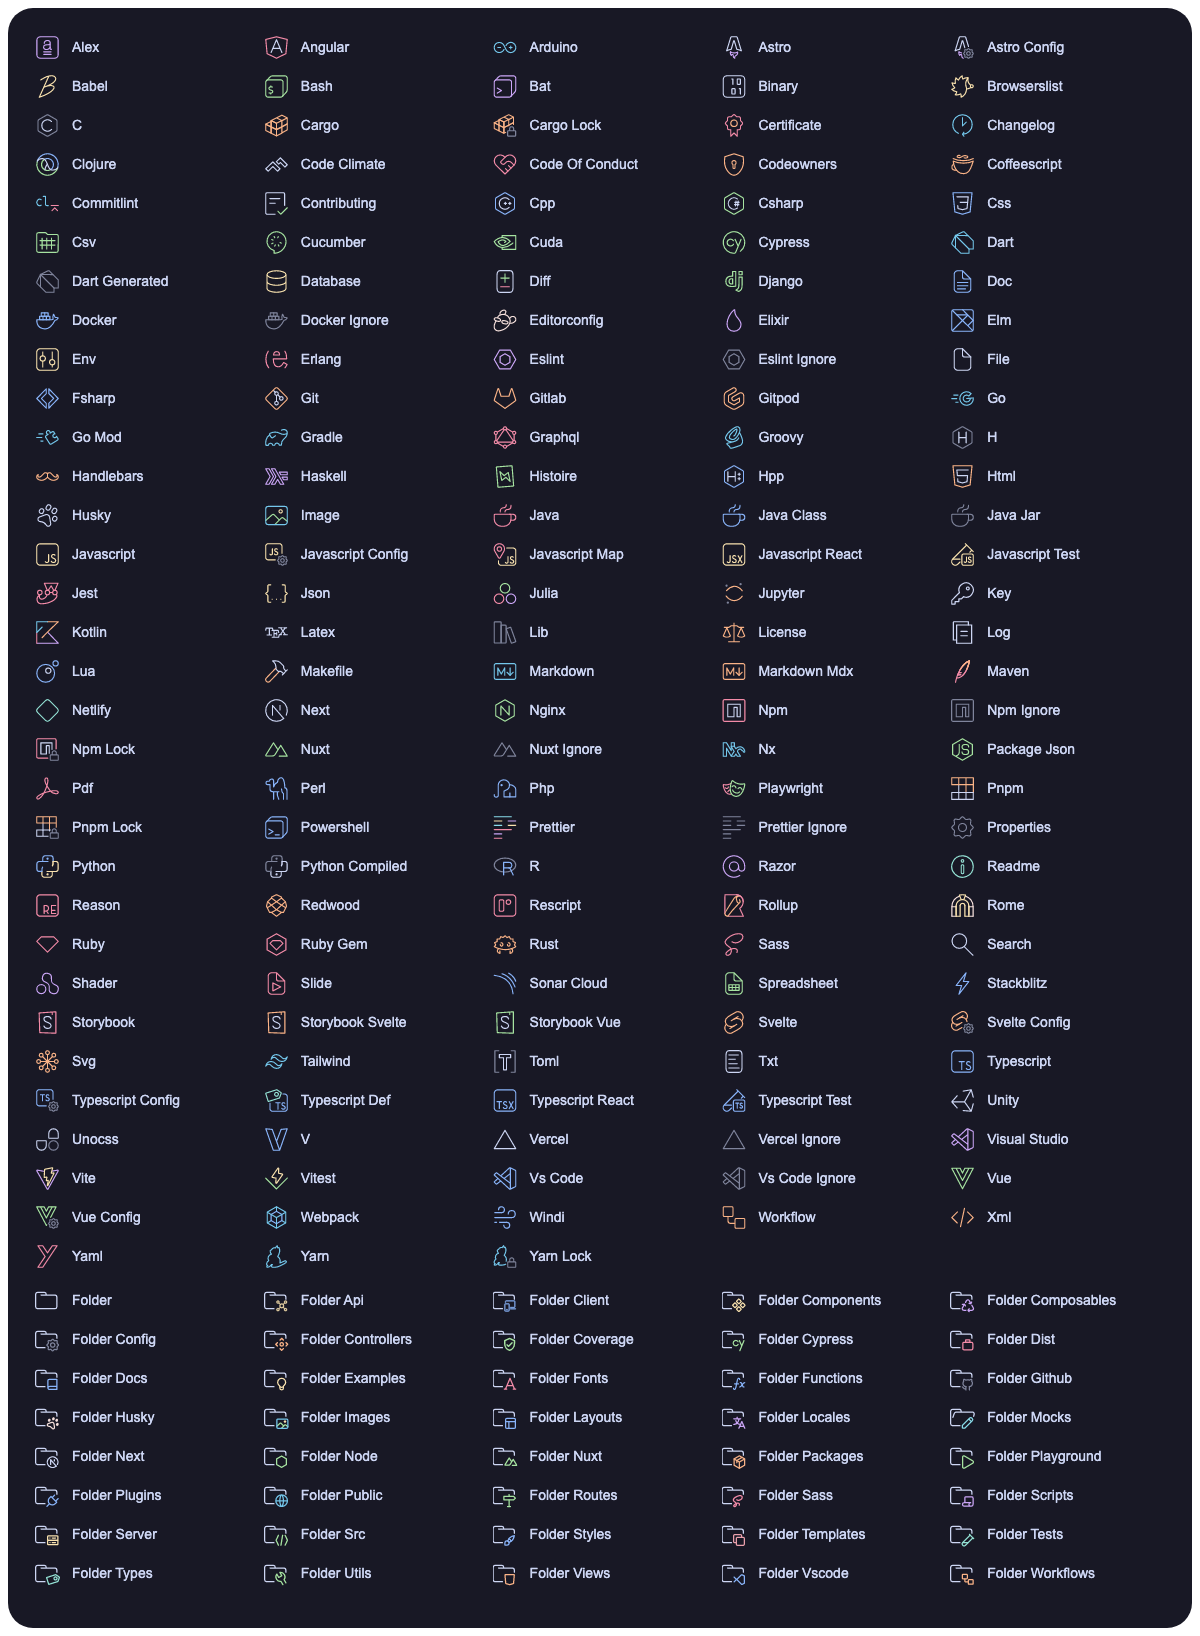 Alex Angular Arduino Astro Astro Config
Babel Bash Bat Binary Browserslist
C Cargo Cargo Lock Certificate Changelog
Clojure Code Climate Code Of Conduct Codeowners Coffeescript
Commitlint Contributing Cpp Csharp Css
Csv Cucumber Cuda Cypress Dart
Dart Generated Database Diff Django Doc
Docker Docker Ignore Editorconfig Elixir Elm
Env Erlang Eslint Eslint Ignore File
Fsharp Git Gitlab Gitpod Go
Go Mod Gradle Graphql Groovy H
Handlebars Haskell Histoire Hpp Html
Husky Image Java Java Class Java Jar
Javascript Javascript Config Javascript Map Javascript React Javascript Test
Jest Json Julia Jupyter Key
Kotlin Latex Lib License Log
Lua Makefile Markdown Markdown Mdx Maven
Netlify Next Nginx Npm Npm Ignore
Npm Lock Nuxt Nuxt Ignore Nx Package Json
Pdf Perl Php Playwright Pnpm
Pnpm Lock Powershell Prettier Prettier Ignore Properties
Python Python Compiled R Razor Readme
Reason Redwood Rescript Rollup Rome
Ruby Ruby Gem Rust Sass Search
Shader Slide Sonar Cloud Spreadsheet Stackblitz
Storybook Storybook Svelte Storybook Vue Svelte Svelte Config
Svg Tailwind Toml Txt Typescript
Typescript Config Typescript Def Typescript React Typescript Test Unity
Unocss V Vercel Vercel Ignore Visual Studio
Vite Vitest Vs Code Vs Code Ignore Vue
Vue Config Webpack Windi Workflow Xml
Yaml Yarn Yarn Lock
Folder Folder Api Folder Client Folder Components Folder Composables
Folder Config Folder Controllers Folder Coverage Folder Cypress Folder Dist
Folder Docs Folder Examples Folder Fonts Folder Functions Folder Github
Folder Husky Folder Images Folder Layouts Folder Locales Folder Mocks
Folder Next Folder Node Folder Nuxt Folder Packages Folder Playground
Folder Plugins Folder Public Folder Routes Folder Sass Folder Scripts
Folder Server Folder Src Folder Styles Folder Templates Folder Tests
Folder Types Folder Utils Folder Views Folder Vscode Folder Workflows